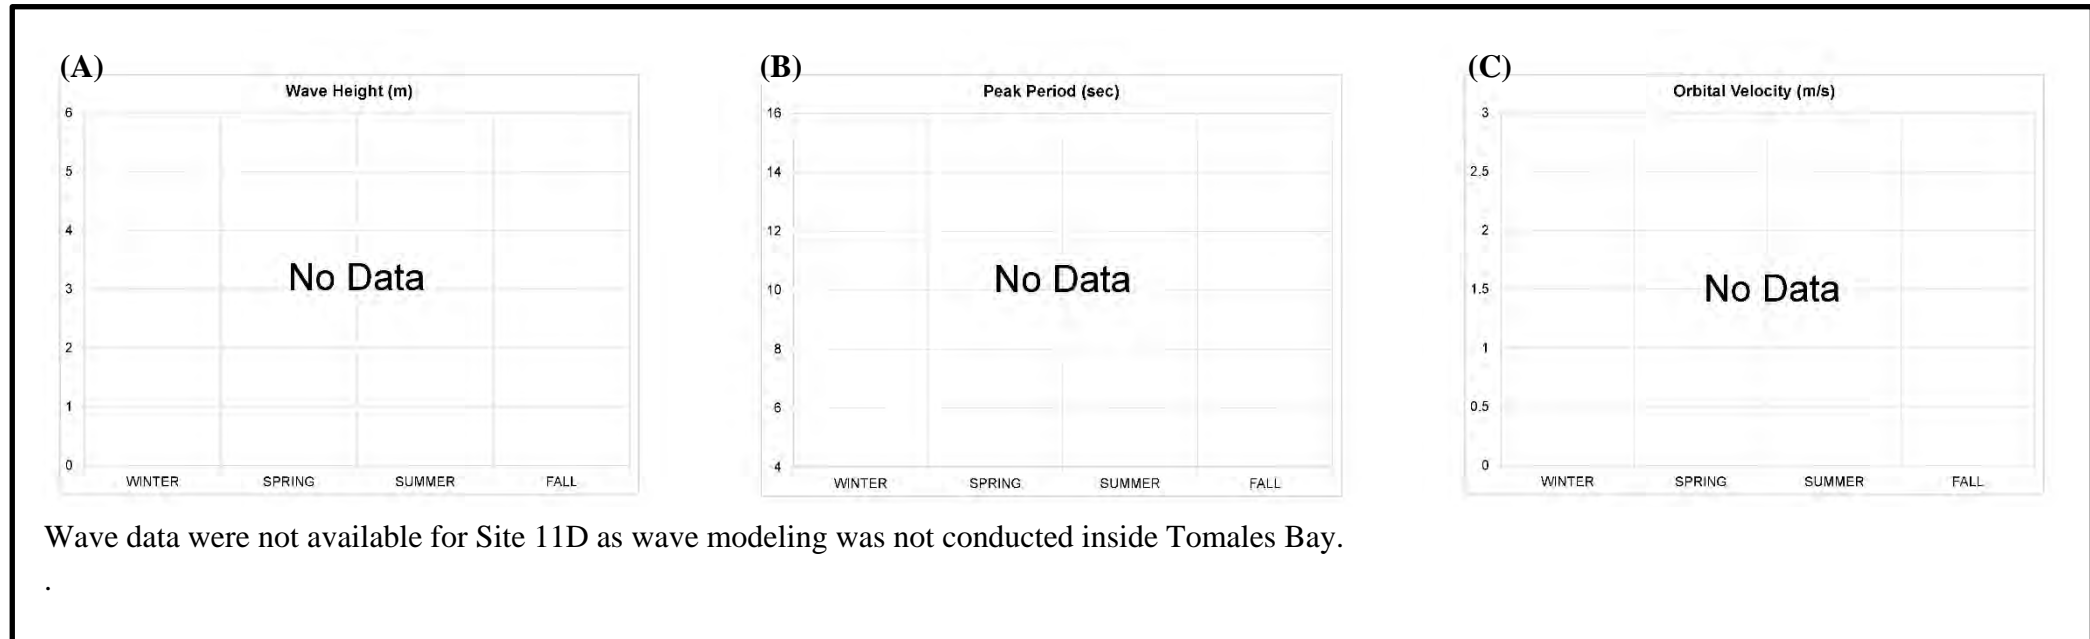 (A)
Wave Height (m)
6
5
4
3
2
1
0
No Data
WINTER SPRING SUMMER FALL
(B)
Peak Period (sec)
16
14
12
10
8
6
4
No Data
WINTER SPRING SUMMER FALL
(C)
Orbital Velocity (m/s)
3
2.5
2
1.5
1
0.5
0
No Data
WINTER SPRING SUMMER FALL
Wave data were not available for Site 11D as wave modeling was not conducted inside Tomales Bay.
.